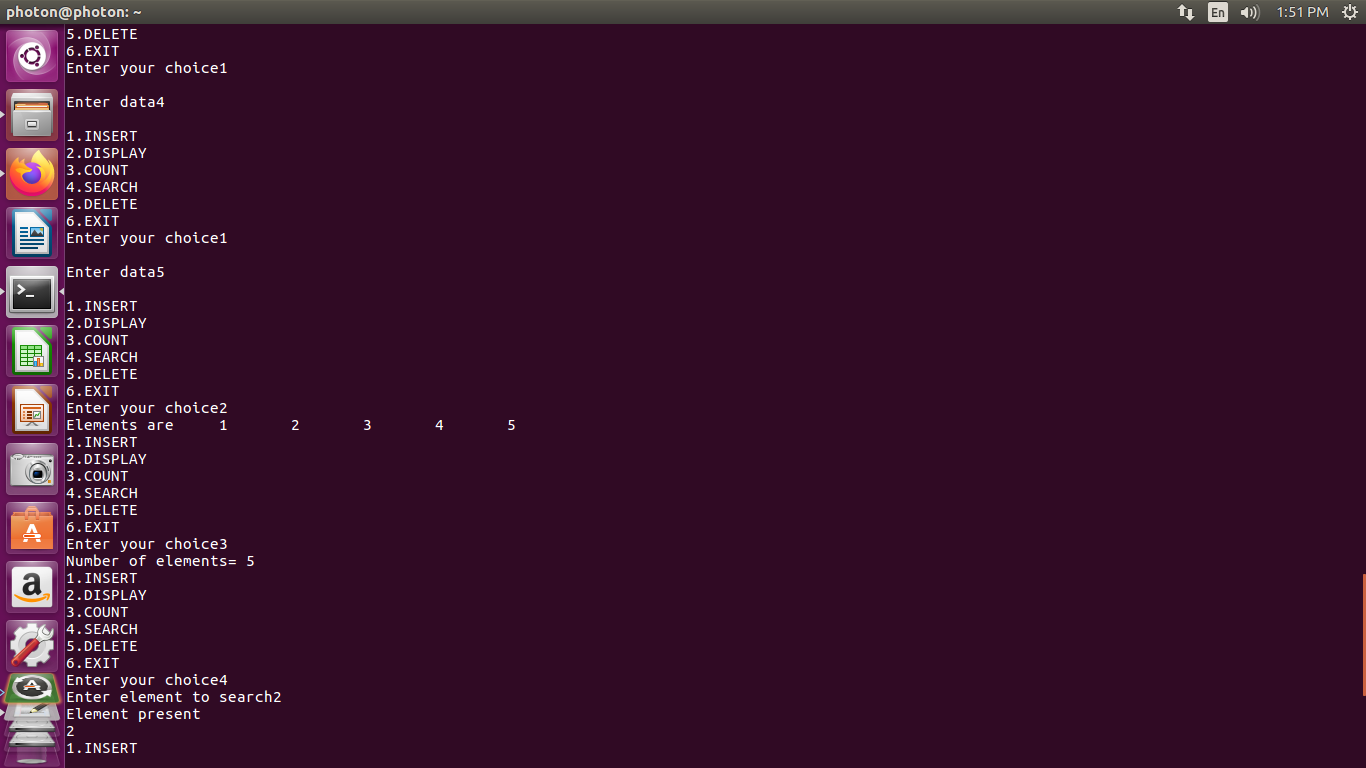 photon@photon: ~
En
1:51 PM
5.DELETE
6.EXIT
Enter your choice1
Enter data4
1.INSERT
2.DISPLAY
3.COUNT
4.SEARCH
5.DELETE
6.EXIT
Enter your choice1
Enter data5
1.INSERT
2.DISPLAY
3.COUNT
4.SEARCH
5.DELETE
6.EXIT
Enter your choice2
Elements are 1 2 3 4 5
1.INSERT
2.DISPLAY
3.COUNT
4.SEARCH
5.DELETE
6.EXIT
Enter your choice3
Number of elements= 5
1.INSERT
2.DISPLAY
3.COUNT
4.SEARCH
5.DELETE
6.EXIT
Enter your choice4
Enter element to search2
Element present
2
1.INSERT